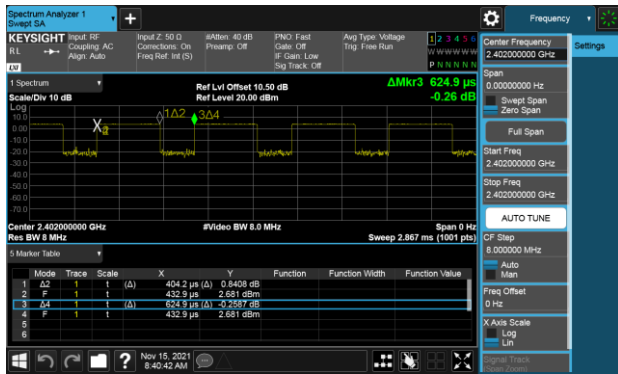 Spectrum Analyzer 1
Swept SA
Frequency
KEYSIGHT
RL
LXI
Input: RF
Coupling: AC
Align: Auto
Input Z: 50 Ω
Corrections: On
Freq Ref: Int (S)
#Atten: 40 dB
Preamp: Off
PNO: Fast
Gate: Off
IF Gain: Low
Sig Track: Off
Avg Type: Voltage
Trig: Free Run
1 2 3 4 5 6
W W W W W W
P N N N N N
Center Frequency
2.402000000 GHz
Settings
1 Spectrum
Scale/Div 10 dB
Ref Lvl Offset 10.50 dB
Ref Level 20.00 dBm
ΔMkr3 624.9 µs
-0.26 dB
Span
0.00000000 Hz
Swept Span
Zero Span
Log
10.0
0.00
-10.0
-20.0
-30.0
-40.0
-50.0
-60.0
-70.0
1Δ2
3Δ4
Full Span
Start Freq
2.402000000 GHz
Stop Freq
2.402000000 GHz
AUTO TUNE
Center 2.402000000 GHz
Res BW 8 MHz
#Video BW 8.0 MHz
Span 0 Hz
Sweep 2.867 ms (1001 pts)
CF Step
8.000000 MHz
Auto
Man
5 Marker Table
Mode Trace Scale X Y Function Function Width Function Value
1 Δ2 1 t (Δ) 404.2 µs (Δ) 0.8408 dB
2 F 1 t 432.9 µs 2.681 dBm
3 Δ4 1 t (Δ) 624.9 µs (Δ) -0.2587 dB
4 F 1 t 432.9 µs 2.681 dBm
5
6
Freq Offset
0 Hz
X Axis Scale
Log
Lin
Signal Track
(Span Zoom)
?
Nov 15, 2021
8:40:42 AM